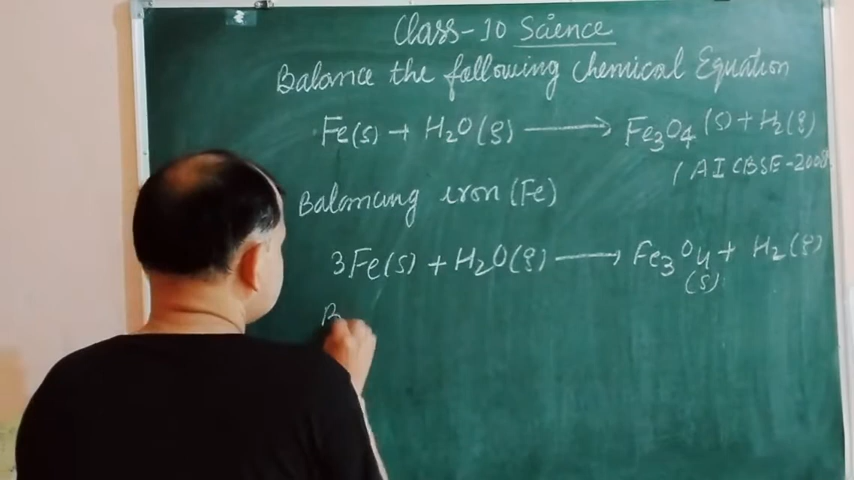 Class-10 Science
Balance the following Chemical Equation
Fe(s) + H₂O(g) ⟶ Fe₃O₄(s) + H₂(g)
(AI CBSE-2008
Balancing iron (Fe)
3Fe(s) + H₂O(g) ⟶ Fe₃O₄ + H₂(g)
(s)
B